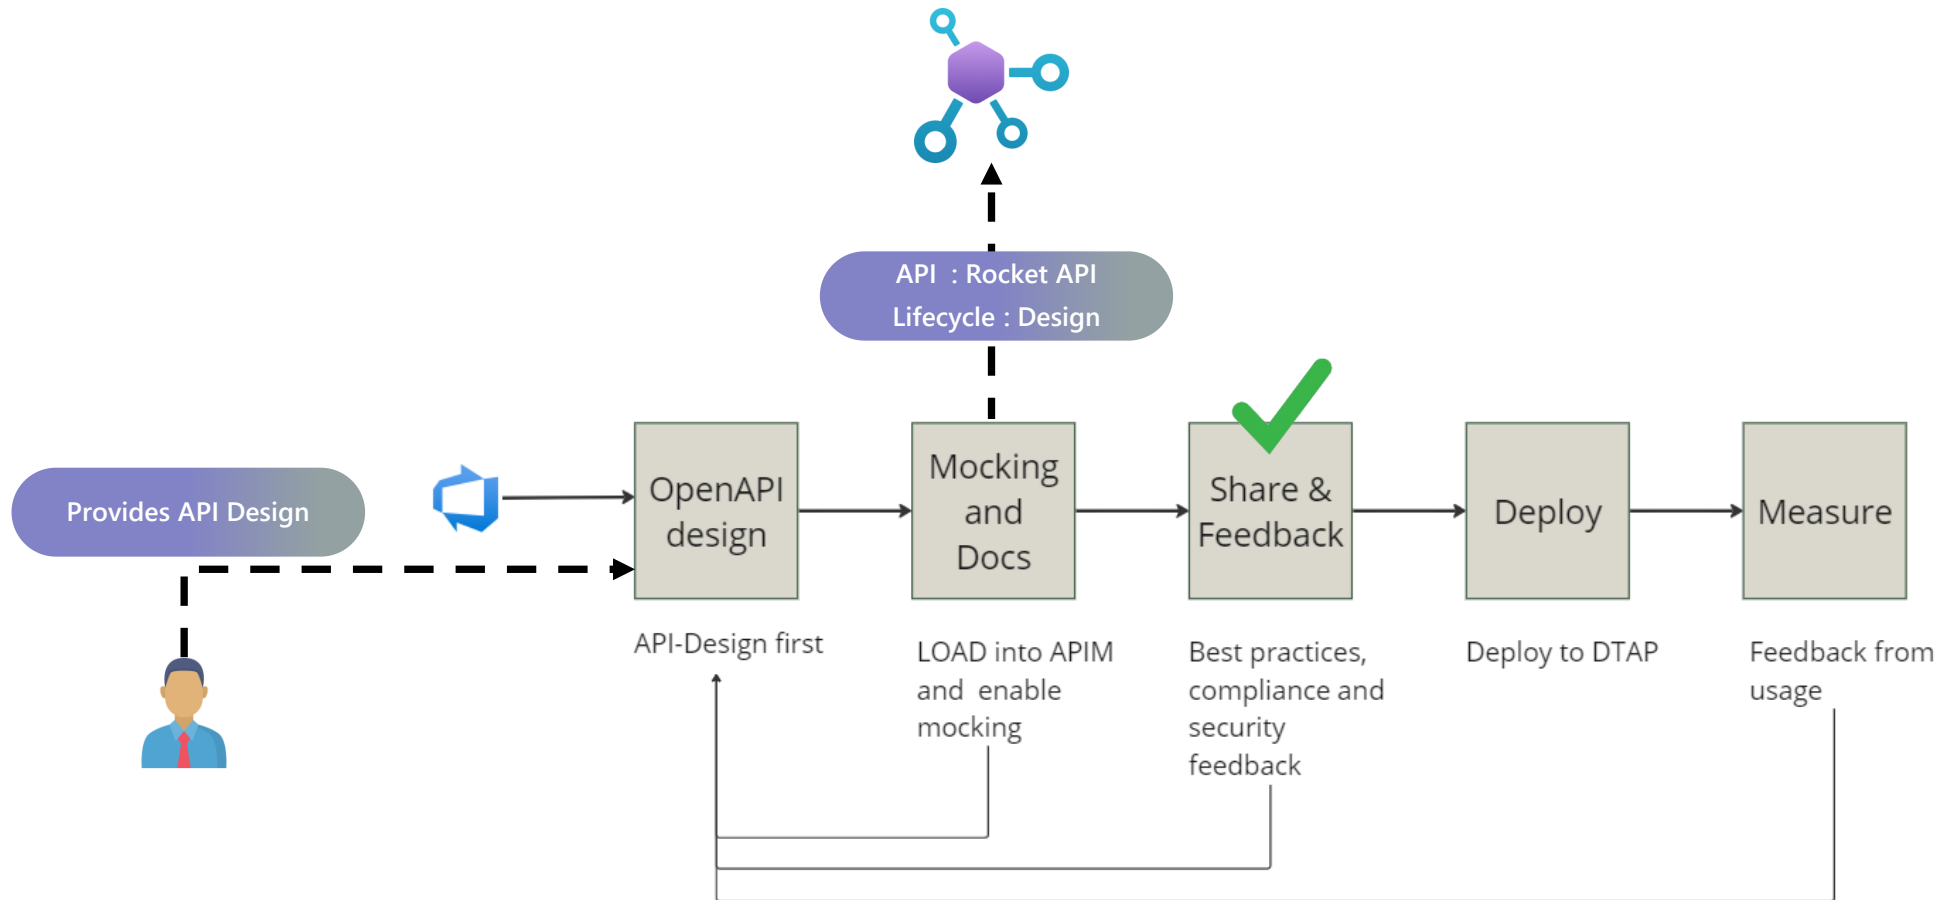 API : Rocket API
Lifecycle : Design
Provides API Design
OpenAPI
design
Mocking
and
Docs
Share &
Feedback
Deploy
Measure
API-Design first
LOAD into APIM
and enable
mocking
Best practices,
compliance and
security
feedback
Deploy to DTAP
Feedback from
usage